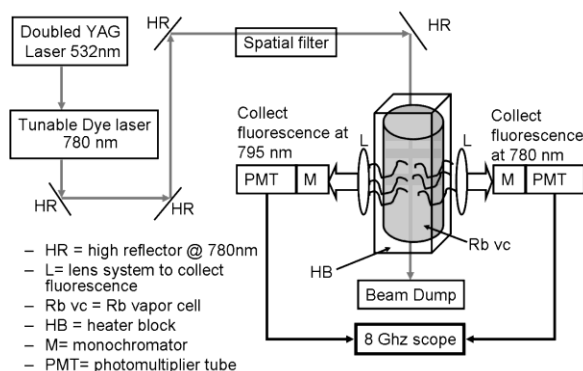 Doubled YAG
Laser 532nm
HR
HR
Spatial filter
Tunable Dye laser
780 nm
HR
HR
Collect
fluorescence at
795 nm
L
L
Collect
fluorescence
at 780 nm
PMT
M
M
PMT
Rb vc
HB
Beam Dump
8 Ghz scope
– HR = high reflector @ 780nm
– L= lens system to collect
fluorescence
– Rb vc = Rb vapor cell
– HB = heater block
– M= monochromator
– PMT= photomultiplier tube